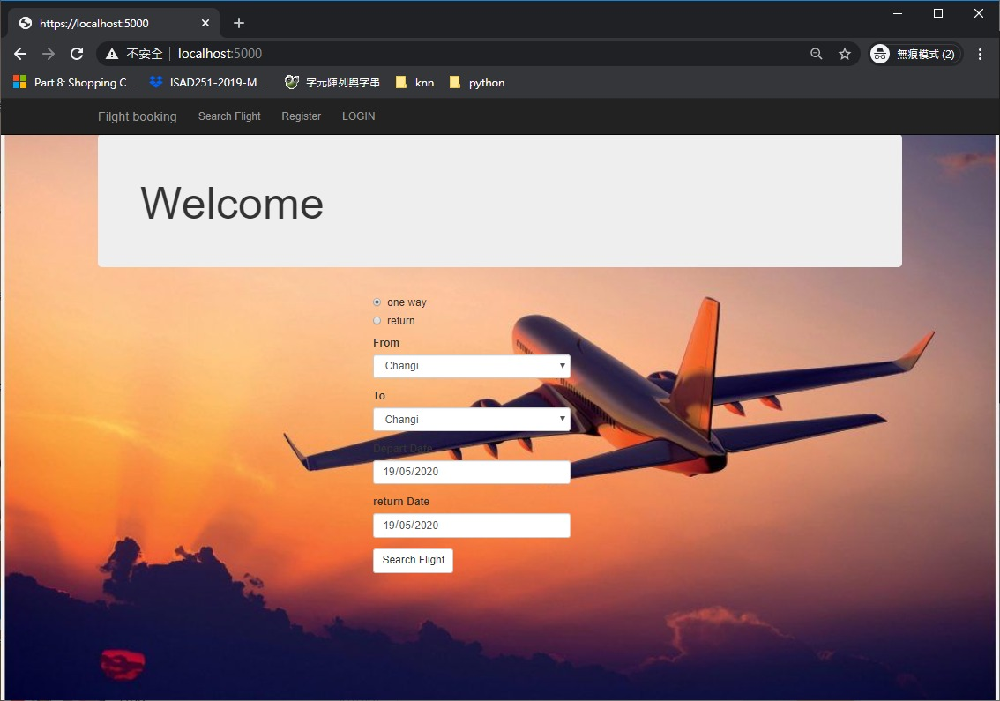 https://localhost:5000
不安全 localhost:5000 無痕模式 (2)
Part 8: Shopping C... ISAD251-2019-M... 字元陣列與字串 knn python
Filght booking Search Flight Register LOGIN
Welcome
one way
return
From
Changi
To
Changi
Depart Date
19/05/2020
return Date
19/05/2020
Search Flight